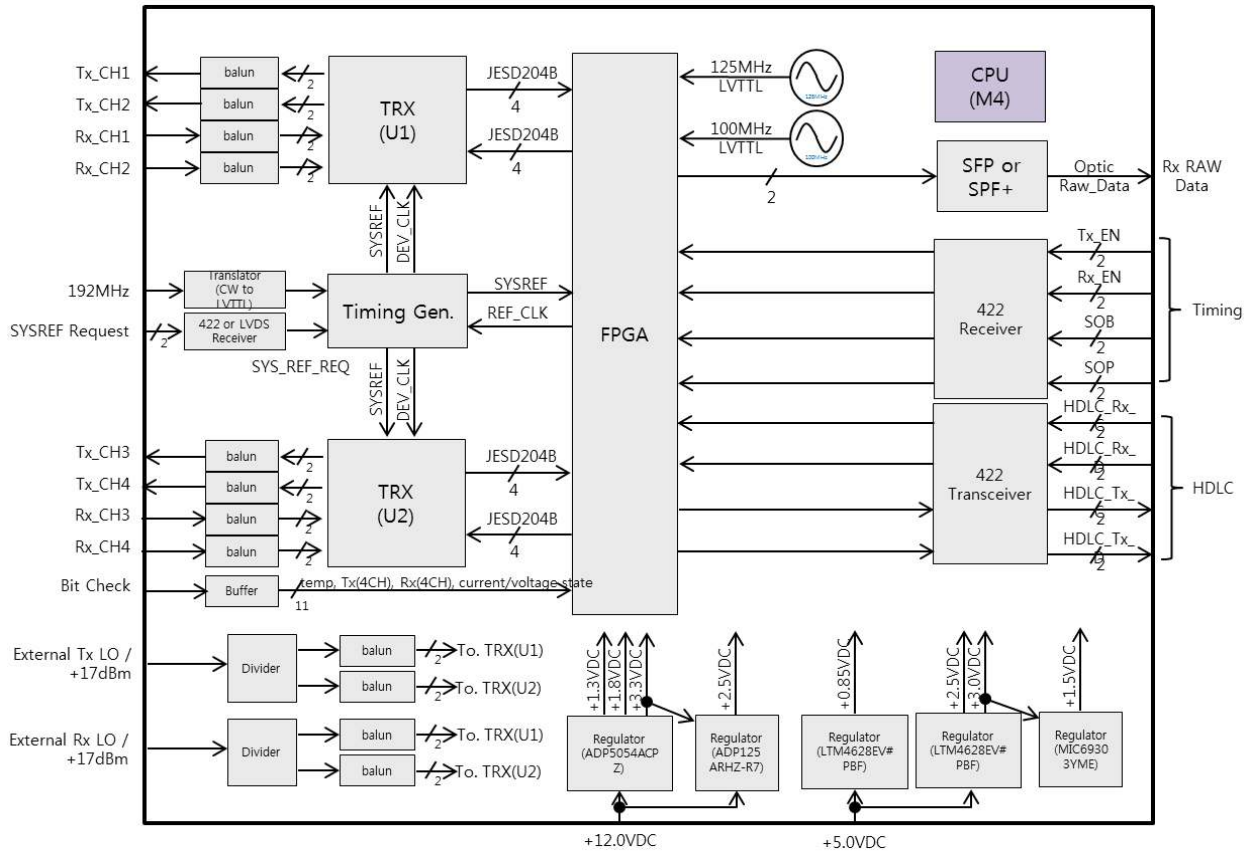 Tx_CH1
Tx_CH2
Rx_CH1
Rx_CH2
balun
balun
balun
balun
2
2
2
2
TRX
(U1)
JESD204B
4
JESD204B
4
SYSREF
DEV_CLK
192MHz
SYSREF Request
2
Translator
(CW to
LVTTL)
422 or LVDS
Receiver
SYS_REF_REQ
Timing Gen.
SYSREF
REF_CLK
SYSREF
DEV_CLK
Tx_CH3
Tx_CH4
Rx_CH3
Rx_CH4
balun
balun
balun
balun
2
2
2
2
TRX
(U2)
JESD204B
4
JESD204B
4
Bit Check
Buffer
11
temp, Tx(4CH), Rx(4CH), current/voltage state
FPGA
125MHz
LVTTL
100MHz
LVTTL
CPU
(M4)
2
SFP or
SPF+
Optic
Raw_Data
Rx RAW
Data
422
Receiver
Tx_EN
2
Rx_EN
2
SOB
2
SOP
2
Timing
422
Transceiver
HDLC_Rx_
2
HDLC_Rx_
2
HDLC_Tx_
2
HDLC_Tx_
2
HDLC
External Tx LO /
+17dBm
Divider
balun
2
To. TRX(U1)
balun
2
To. TRX(U2)
External Rx LO /
+17dBm
Divider
balun
2
To. TRX(U1)
balun
2
To. TRX(U2)
+1.3VDC
+1.8VDC
+3.3VDC
+2.5VDC
+0.85VDC
+2.5VDC
+3.0VDC
+1.5VDC
Regulator
(ADP5054ACP
Z)
Regulator
(ADP125
ARHZ-R7)
Regulator
(LTM4628EV#
PBF)
Regulator
(LTM4628EV#
PBF)
Regulator
(MIC6930
3YME)
+12.0VDC
+5.0VDC